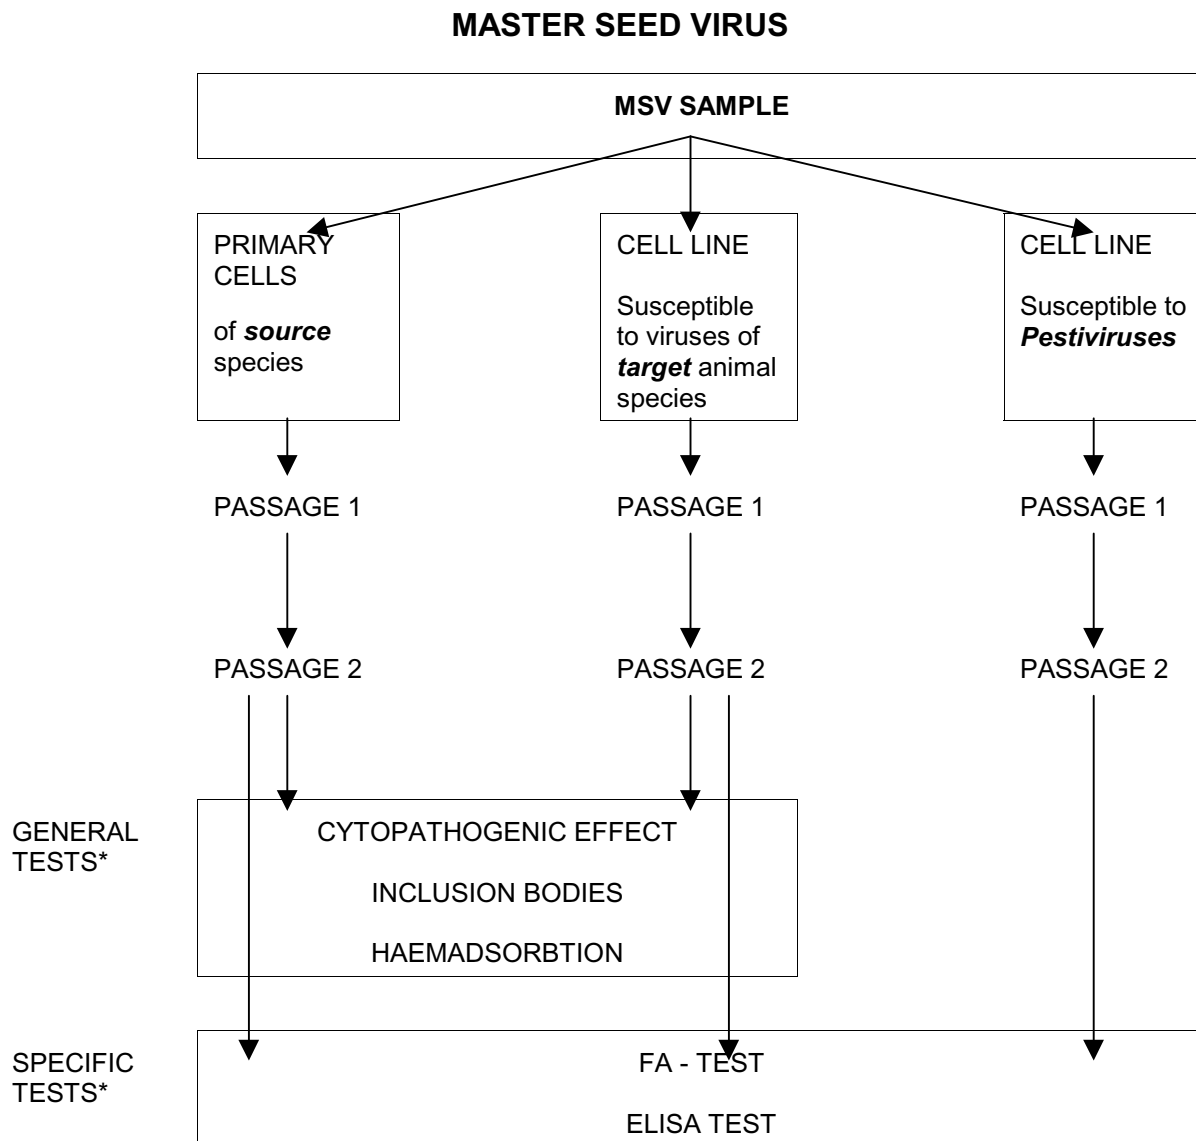 MASTER SEED VIRUS
MSV SAMPLE
PRIMARY
CELLS
of source
species
CELL LINE
Susceptible
to viruses of
target animal
species
CELL LINE
Susceptible to
Pestiviruses
PASSAGE 1
PASSAGE 1
PASSAGE 1
PASSAGE 2
PASSAGE 2
PASSAGE 2
GENERAL
TESTS*
CYTOPATHOGENIC EFFECT
INCLUSION BODIES
HAEMADSORBTION
SPECIFIC
TESTS*
FA - TEST
ELISA TEST